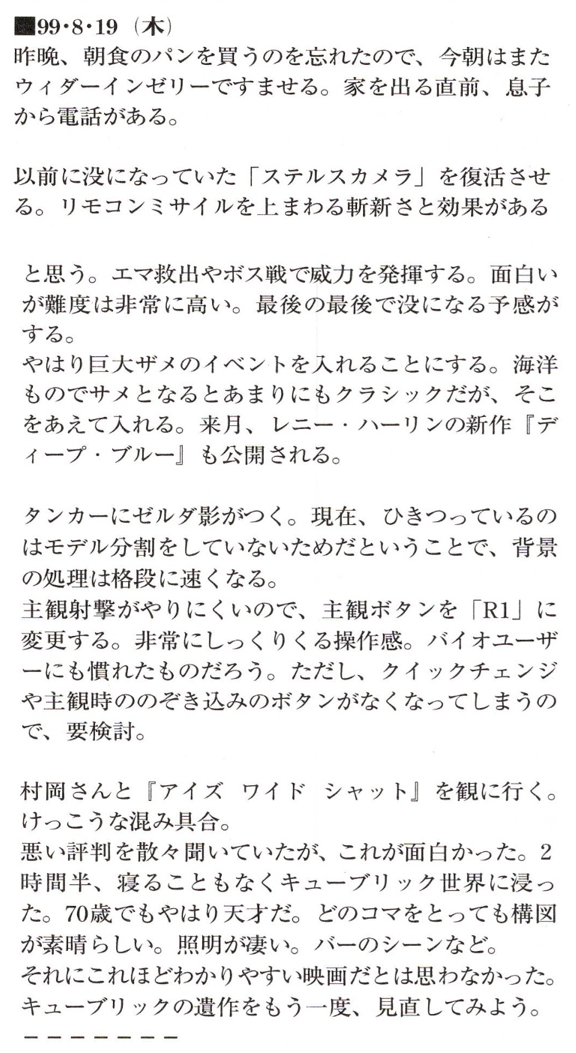 ■99・8・19（木）
昨晩、朝食のパンを買うのを忘れたので、今朝はまた
ウィダーインゼリーですませる。家を出る直前、息子
から電話がある。
以前に没になっていた「ステルスカメラ」を復活させ
る。リモコンミサイルを上まわる斬新さと効果がある
と思う。エマ救出やボス戦で威力を発揮する。面白い
が難度は非常に高い。最後の最後で没になる予感が
する。
やはり巨大ザメのイベントを入れることにする。海洋
ものでサメとなるとあまりにもクラシックだが、そこ
をあえて入れる。来月、レニー・ハーリンの新作『デ
ィープ・ブルー』も公開される。
タンカーにゼルダ影がつく。現在、ひきつっているの
はモデル分割をしていないためだということで、背景
の処理は格段に速くなる。
主観射撃がやりにくいので、主観ボタンを「R1」に
変更する。非常にしっくりくる操作感。バイオユーザ
ーにも慣れたものだろう。ただし、クイックチェンジ
や主観時ののぞき込みのボタンがなくなってしまうの
で、要検討。
村岡さんと『アイズ ワイド シャット』を観に行く。
けっこうな混み具合。
悪い評判を散々聞いていたが、これが面白かった。2
時間半、寝ることもなくキューブリック世界に浸っ
た。70歳でもやはり天才だ。どのコマをとっても構図
が素晴らしい。照明が凄い。バーのシーンなど。
それにこれほどわかりやすい映画だとは思わなかった。
キューブリックの遺作をもう一度、見直してみよう。
－－－－－－－